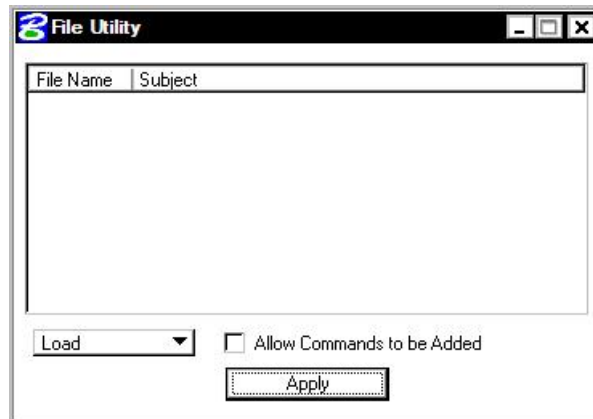 File Utility
File Name Subject
Load Allow Commands to be Added
Apply